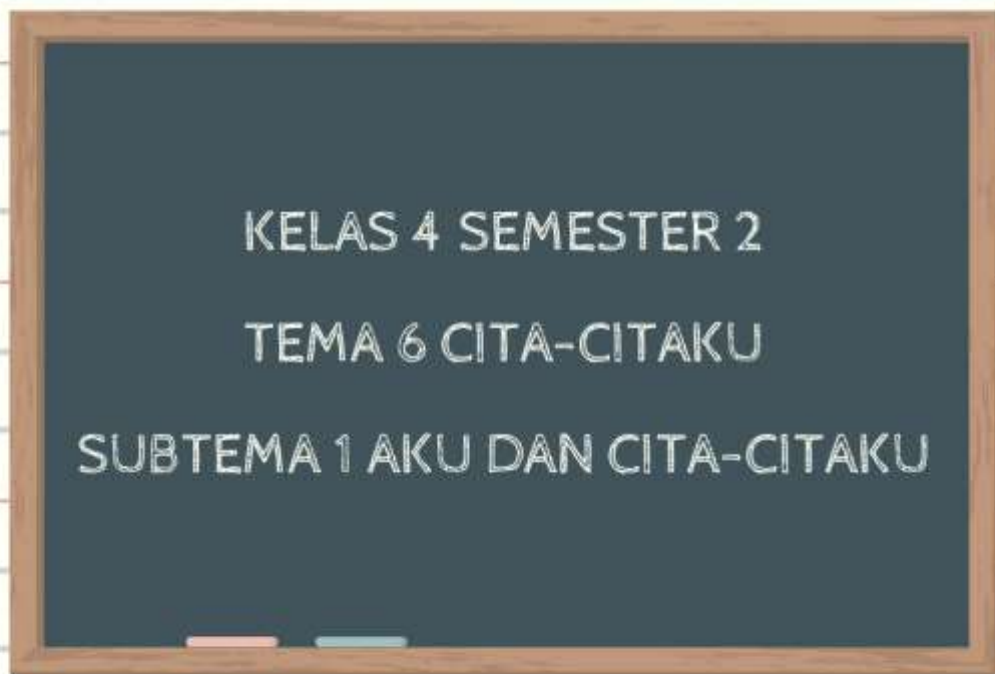 KELAS 4 SEMESTER 2
TEMA 6 CITA-CITAKU
SUBTEMA 1 AKU DAN CITA-CITAKU